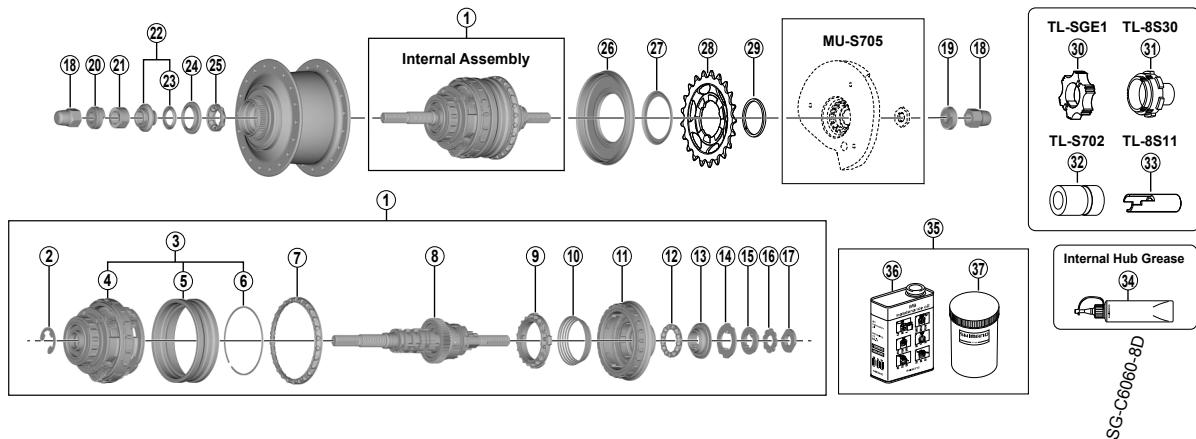 1
22
Internal Assembly
26 27 28 29
MU-S705
19 18
18 20 21 23 24 25
TL-SGE1 TL-8S30
30 31
TL-S702 TL-8S11
32 33
1
2 3 7 8 9 10 11 12 13 14 15 16 17
4 5 6
35
36 37
Internal Hub Grease
34
SG-C6060-8D